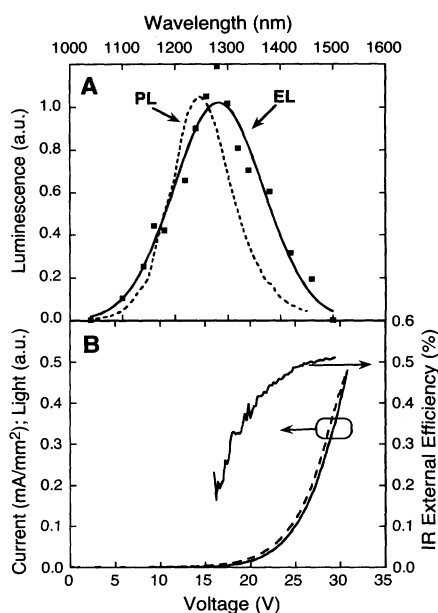 Wavelength (nm)
1000 1100 1200 1300 1400 1500 1600
A
PL
EL
Luminescence (a.u.)
1.0
0.8
0.6
0.4
0.2
0.0
B
Current (mA/mm²); Light (a.u.)
0.5
0.4
0.3
0.2
0.1
0.0
0.6
0.5
0.4
0.3
0.2
0.1
0.0
IR External Efficiency (%)
0 5 10 15 20 25 30 35
Voltage (V)